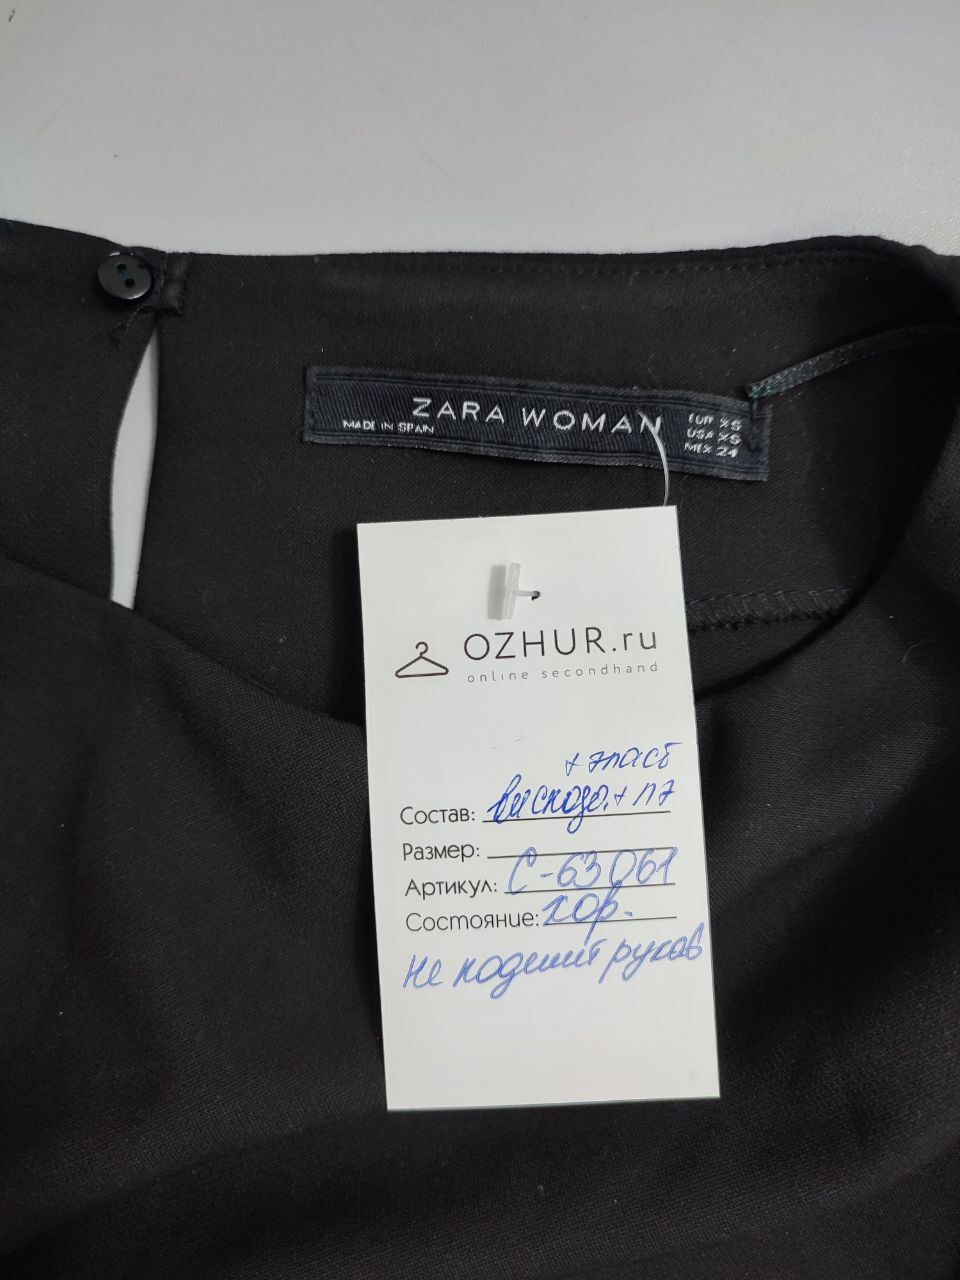 ZARA WOMAN
MADE IN SPAIN
EUR XS
USA XS
MEX 24
OZHUR.ru
online secondhand
+ эласт
Состав: вискоза + пэ
Размер:
Артикул: С-63061
Состояние: хор.
не подшит рукав